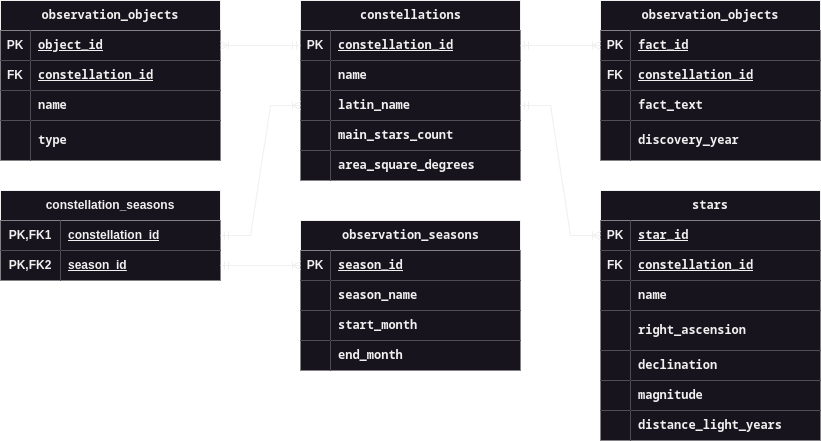 observation_objects
PK object_id
FK constellation_id
name
type
constellations
PK constellation_id
name
latin_name
main_stars_count
area_square_degrees
observation_objects
PK fact_id
FK constellation_id
fact_text
discovery_year
constellation_seasons
PK,FK1 constellation_id
PK,FK2 season_id
observation_seasons
PK season_id
season_name
start_month
end_month
stars
PK star_id
FK constellation_id
name
right_ascension
declination
magnitude
distance_light_years